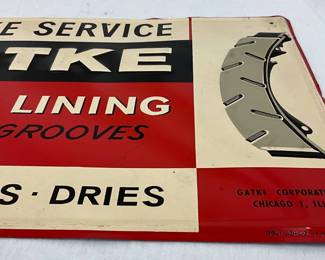 E SERVICE
TKE
LINING
GROOVES
S · DRIES
GATKE CORPORAT
CHICAGO 1, ILL